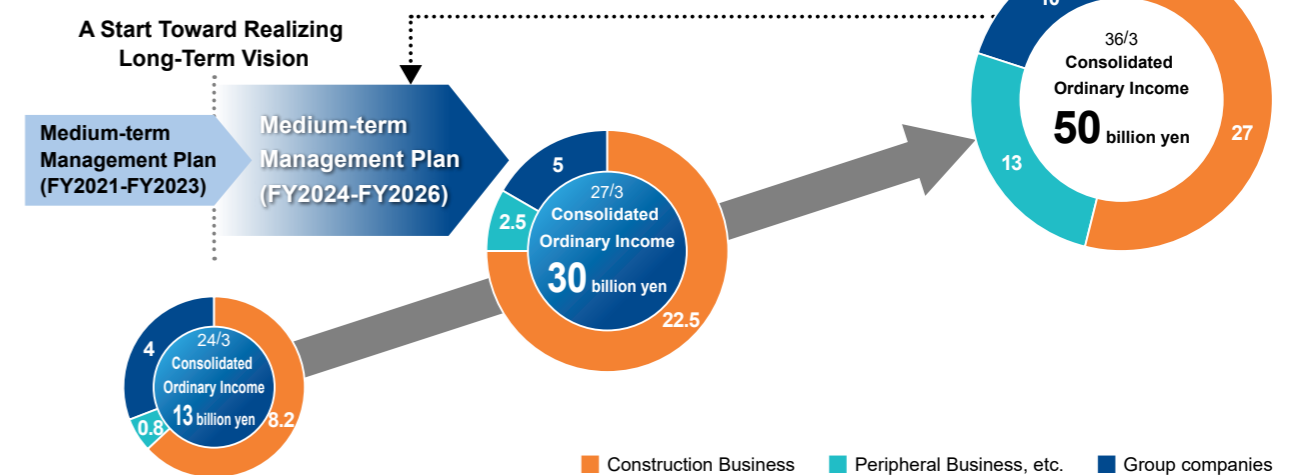 A Start Toward Realizing
Long-Term Vision
Medium-term
Management Plan
(FY2021-FY2023)
Medium-term
Management Plan
(FY2024-FY2026)
24/3
Consolidated
Ordinary Income
13 billion yen
4
0.8
8.2
27/3
Consolidated
Ordinary Income
30 billion yen
5
2.5
22.5
36/3
Consolidated
Ordinary Income
50 billion yen
10
13
27
Construction Business
Peripheral Business, etc.
Group companies